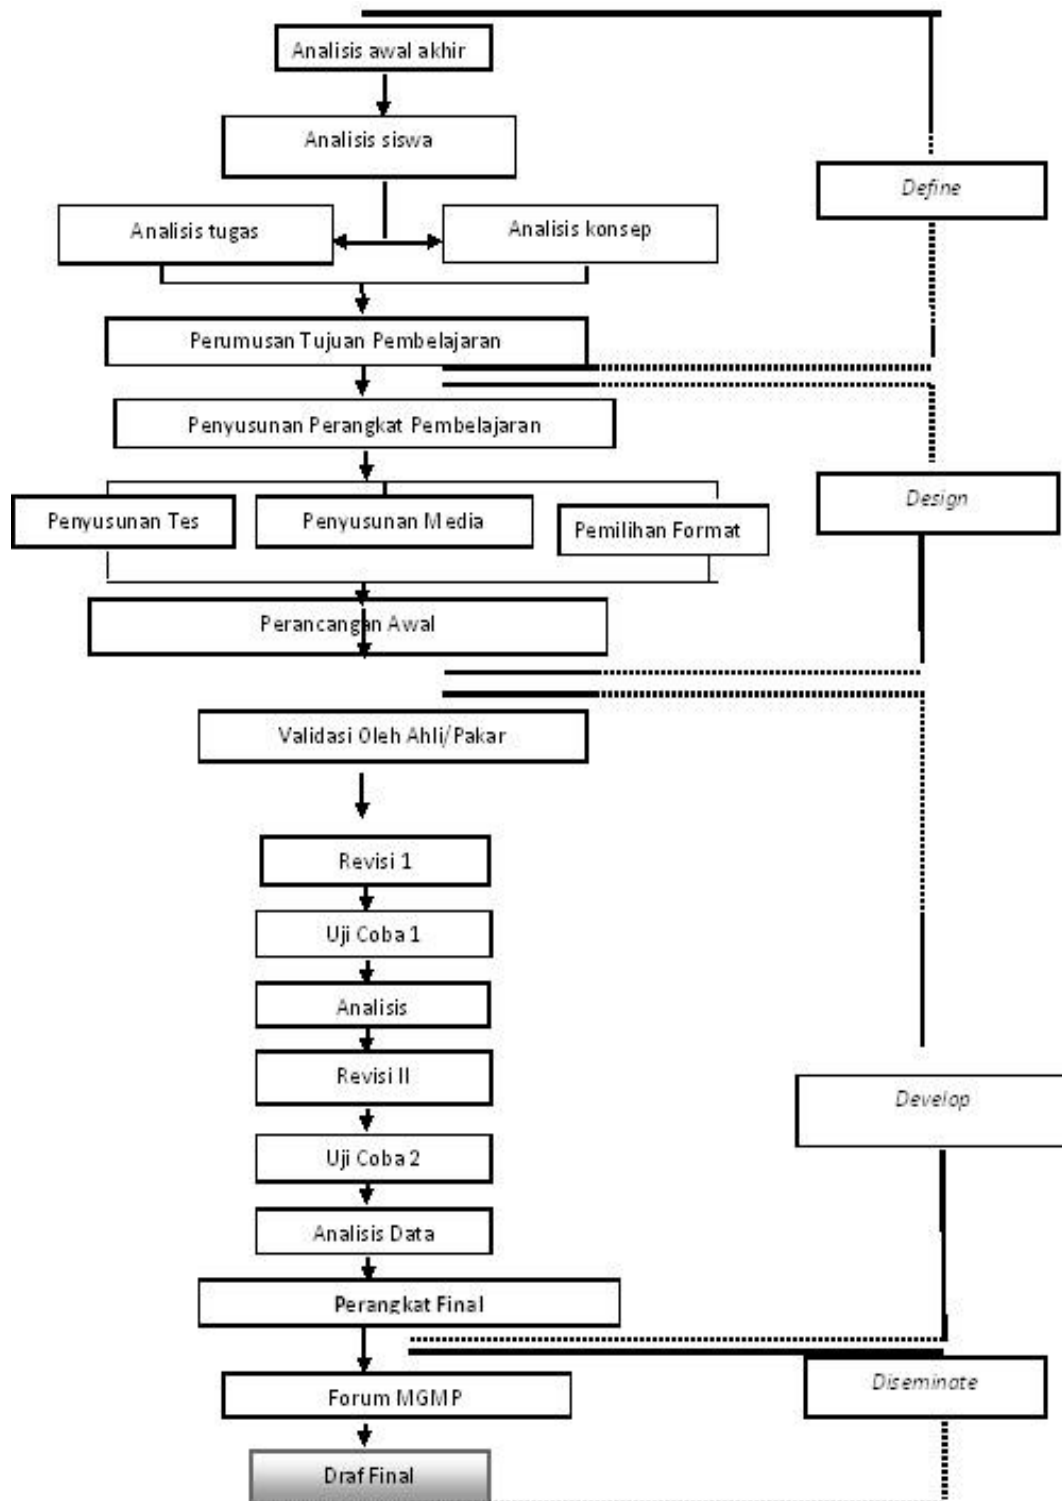 Analisis awal akhir
Analisis siswa
Define
Analisis tugas
Analisis konsep
Perumusan Tujuan Pembelajaran
Penyusunan Perangkat Pembelajaran
Design
Penyusunan Tes
Penyusunan Media
Pemilihan Format
Perancangan Awal
Validasi Oleh Ahli/Pakar
Revisi 1
Uji Coba 1
Analisis
Revisi II
Develop
Uji Coba 2
Analisis Data
Perangkat Final
Forum MGMP
Diseminate
Draf Final